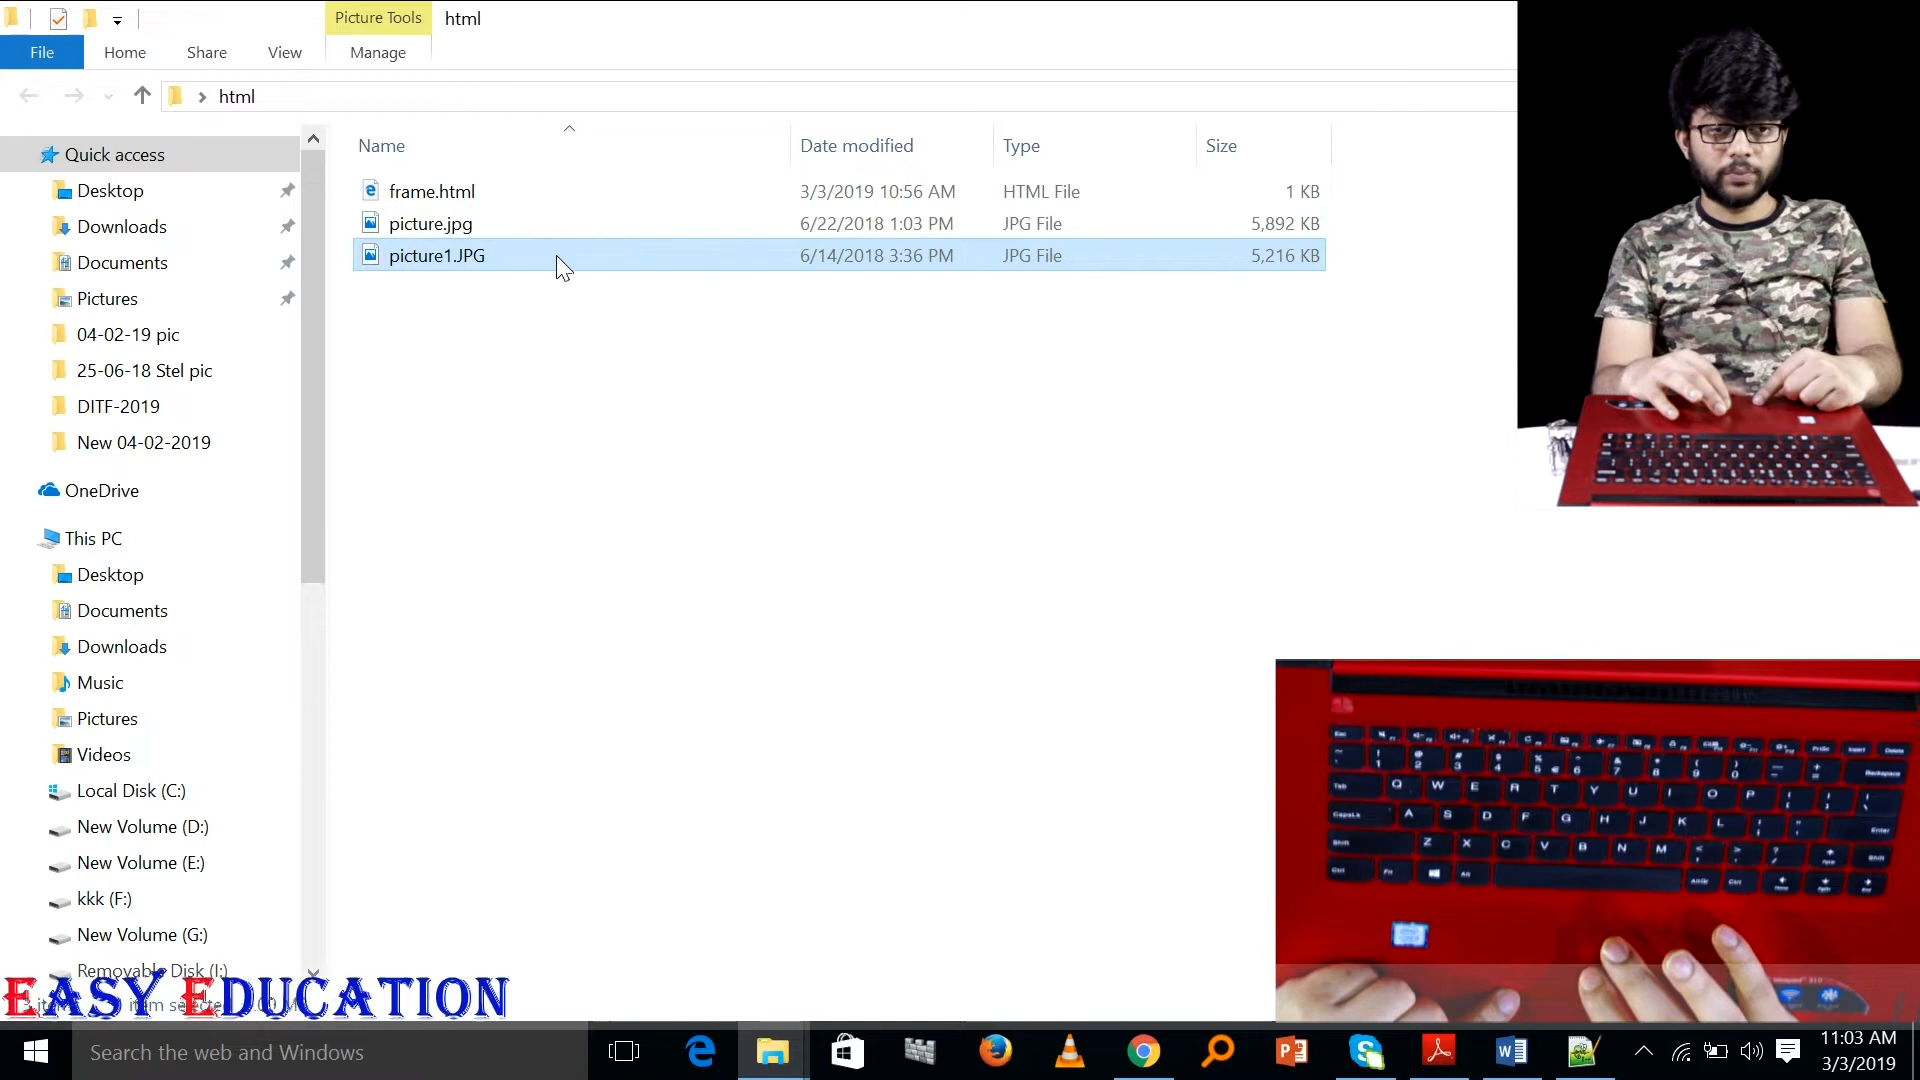 Picture Tools html
File Home Share View Manage
html
Name Date modified Type Size
Quick access
frame.html 3/3/2019 10:56 AM HTML File 1 KB
Desktop
picture.jpg 6/22/2018 1:03 PM JPG File 5,892 KB
Downloads
picture1.JPG 6/14/2018 3:36 PM JPG File 5,216 KB
Documents
Pictures
04-02-19 pic
25-06-18 Stel pic
DITF-2019
New 04-02-2019
OneDrive
This PC
Desktop
Documents
Downloads
Music
Pictures
Videos
Local Disk (C:)
New Volume (D:)
New Volume (E:)
kkk (F:)
New Volume (G:)
Removable Disk (I:)
EASY EDUCATION
Q W E R T Y U I O P
A S D F G H J K L
Z X C V B N M
Search the web and Windows
11:03 AM
3/3/2019